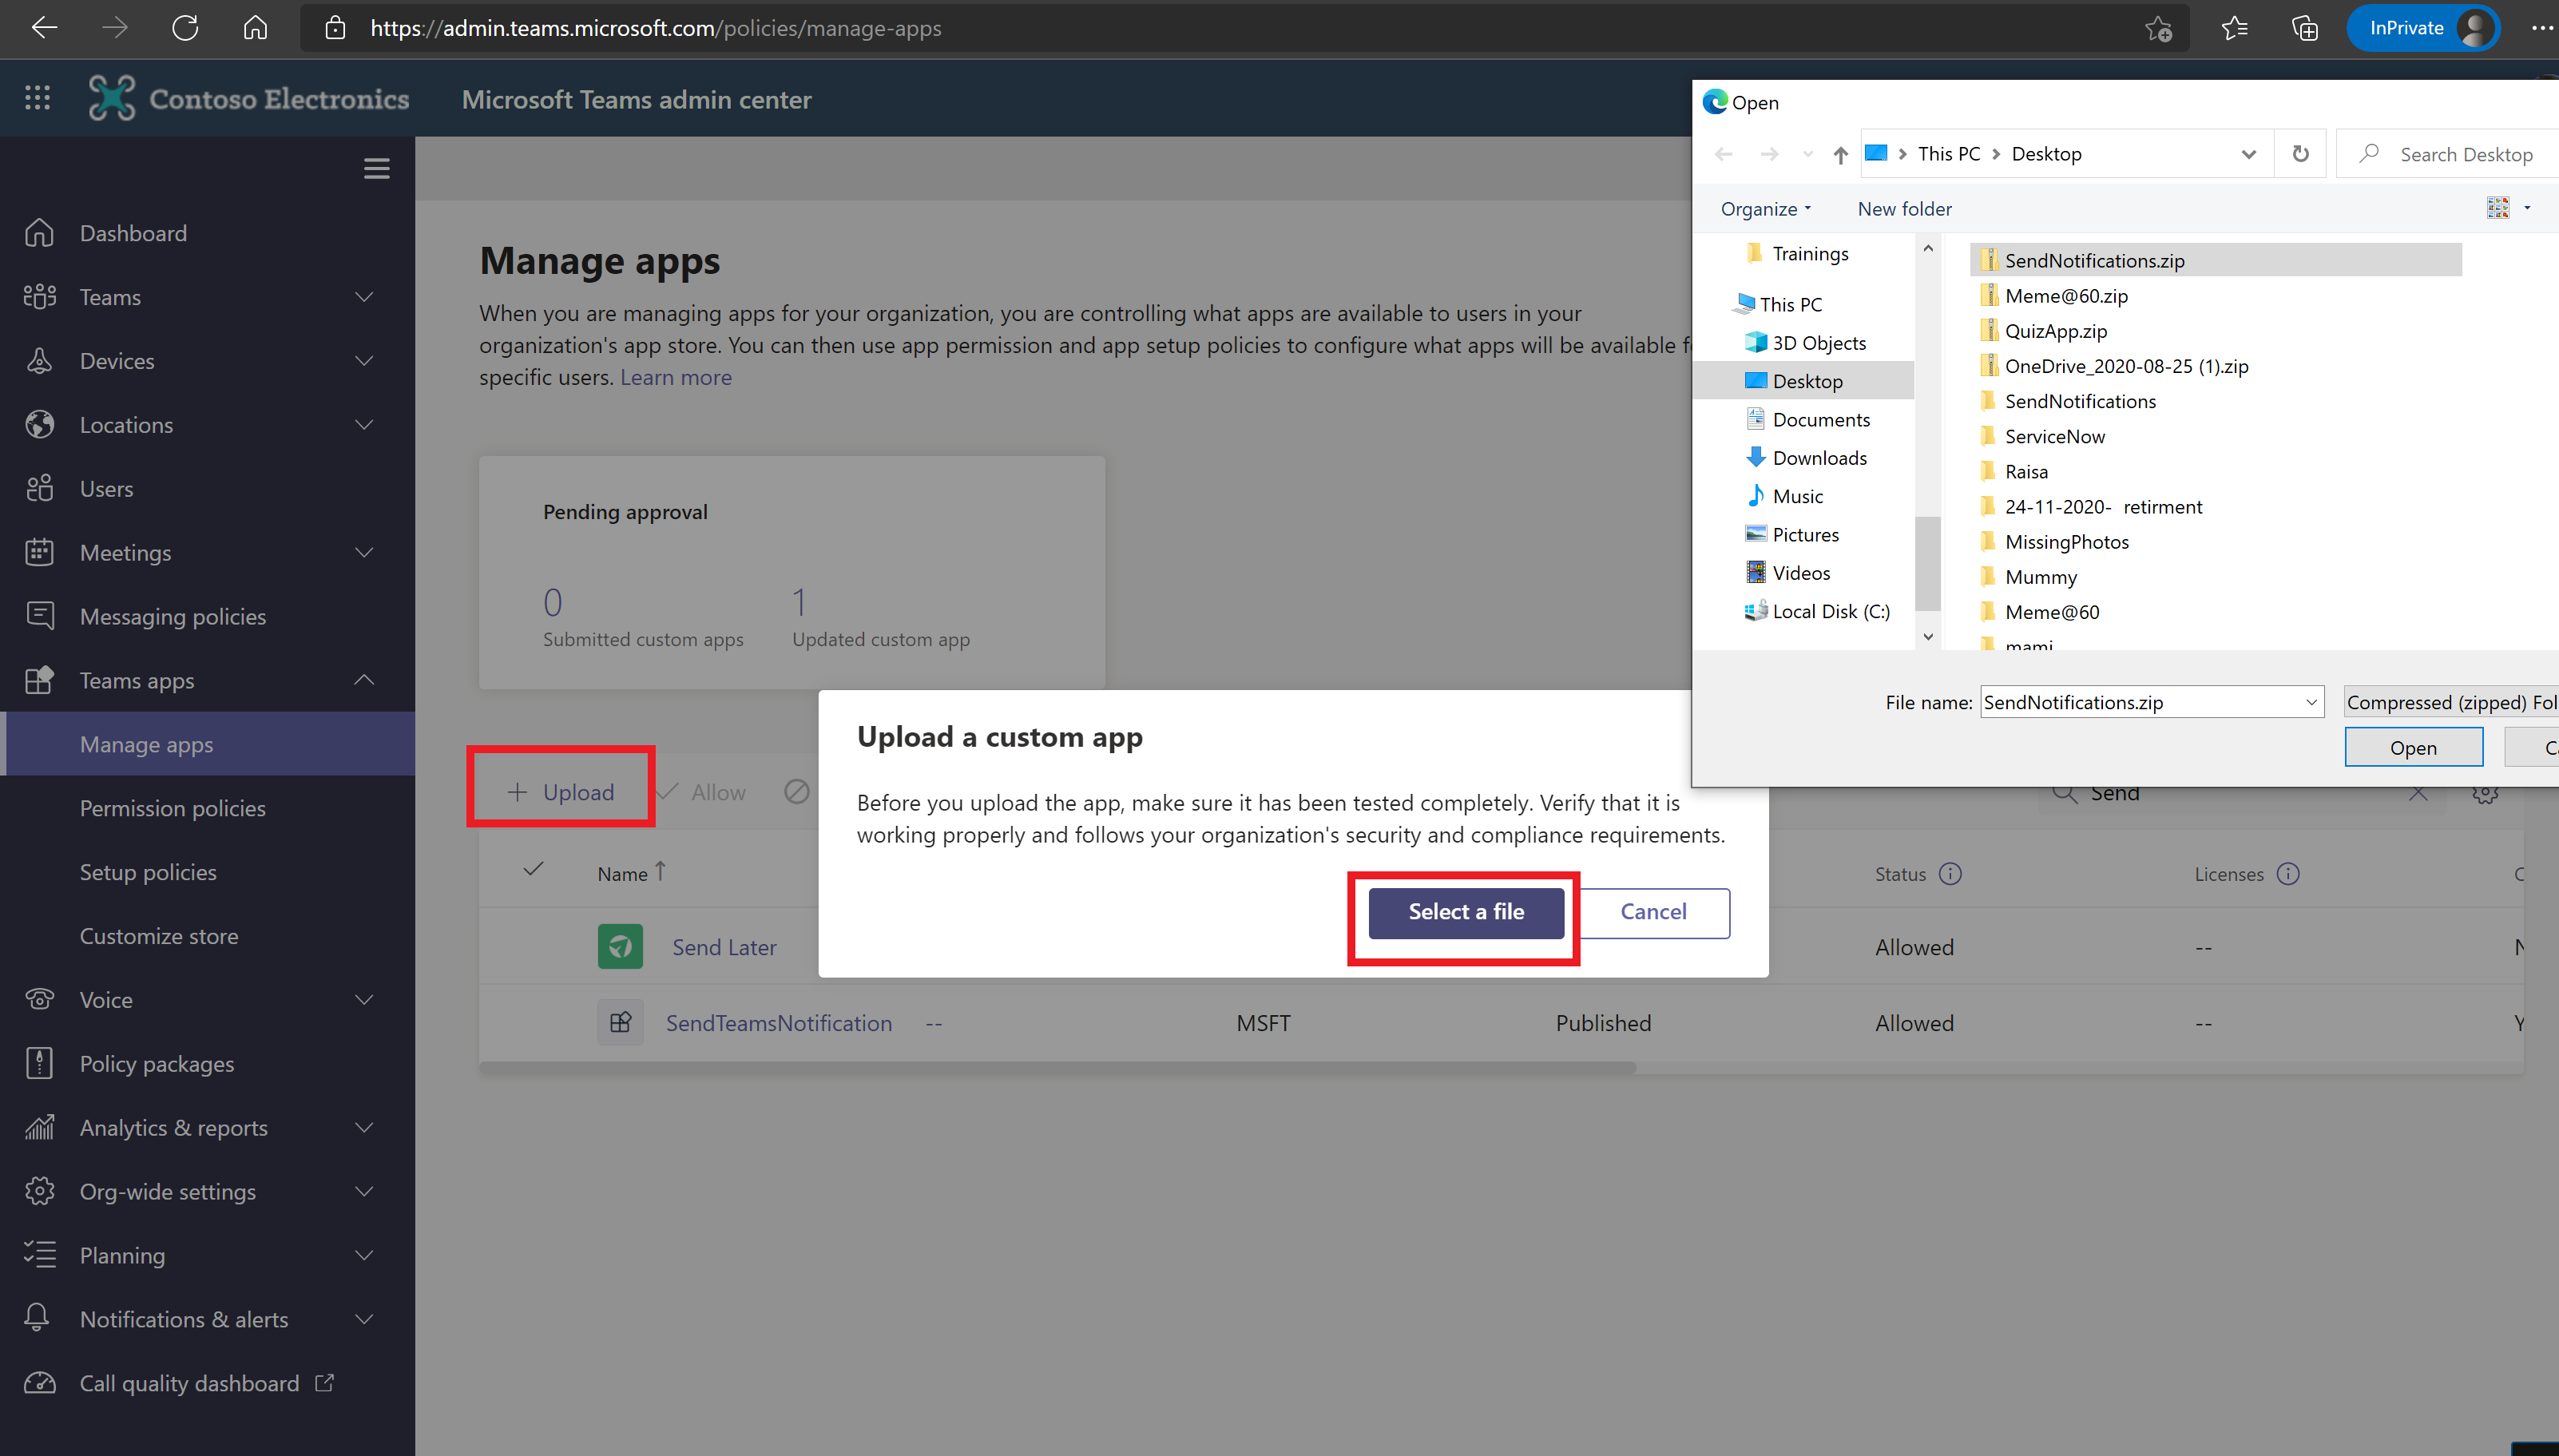 https://admin.teams.microsoft.com/policies/manage-apps
InPrivate
Contoso Electronics
Microsoft Teams admin center
Dashboard
Teams
Devices
Locations
Users
Meetings
Messaging policies
Teams apps
Manage apps
Permission policies
Setup policies
Customize store
Voice
Policy packages
Analytics & reports
Org-wide settings
Planning
Notifications & alerts
Call quality dashboard
Manage apps
When you are managing apps for your organization, you are controlling what apps are available to users in your
organization's app store. You can then use app permission and app setup policies to configure what apps will be available
specific users. Learn more
Pending approval
0
Submitted custom apps
1
Updated custom app
Upload
Allow
Send
Name
Status
Licenses
Send Later
Allowed
--
SendTeamsNotification
--
MSFT
Published
Allowed
--
Upload a custom app
Before you upload the app, make sure it has been tested completely. Verify that it is
working properly and follows your organization's security and compliance requirements.
Select a file
Cancel
Open
This PC
Desktop
Search Desktop
Organize
New folder
Trainings
This PC
3D Objects
Desktop
Documents
Downloads
Music
Pictures
Videos
Local Disk (C:)
SendNotifications.zip
Meme@60.zip
QuizApp.zip
OneDrive_2020-08-25 (1).zip
SendNotifications
ServiceNow
Raisa
24-11-2020- retirment
MissingPhotos
Mummy
Meme@60
mami
File name:
SendNotifications.zip
Compressed (zipped) Fol
Open